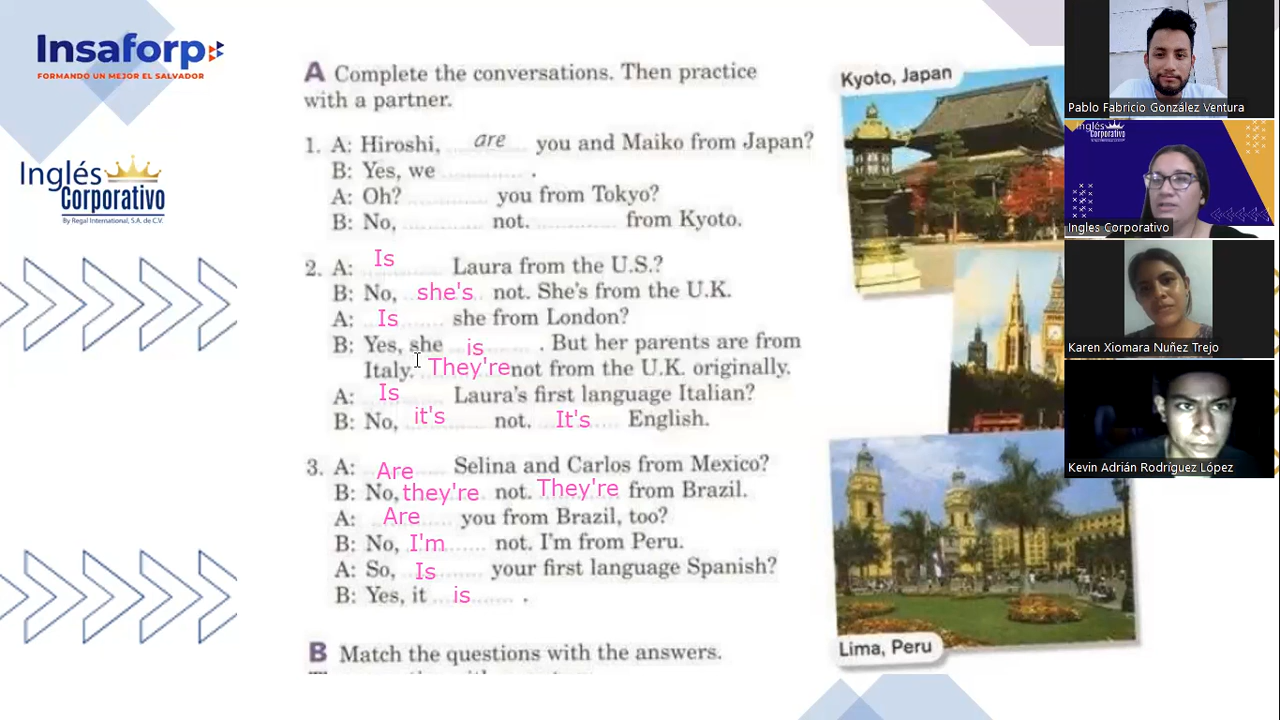 Insaforp
FORMANDO UN MEJOR EL SALVADOR
Inglés
Corporativo
By Regal International, S.A. de C.V.
A Complete the conversations. Then practice
with a partner.
1. A: Hiroshi, are you and Maiko from Japan?
B: Yes, we .......... .
A: Oh? .......... you from Tokyo?
B: No, .......... not. .......... from Kyoto.
2. A: Is Laura from the U.S.?
B: No, she's not. She's from the U.K.
A: Is she from London?
B: Yes, she is . But her parents are from
Italy. They're not from the U.K. originally.
A: Is Laura's first language Italian?
B: No, it's not. It's English.
3. A: Are Selina and Carlos from Mexico?
B: No, they're not. They're from Brazil.
A: Are you from Brazil, too?
B: No, I'm not. I'm from Peru.
A: So, Is your first language Spanish?
B: Yes, it is .
B Match the questions with the answers.
Kyoto, Japan
Lima, Peru
Pablo Fabricio González Ventura
Inglés
Corporativo
Ingles Corporativo
Karen Xiomara Nuñez Trejo
Kevin Adrián Rodríguez López